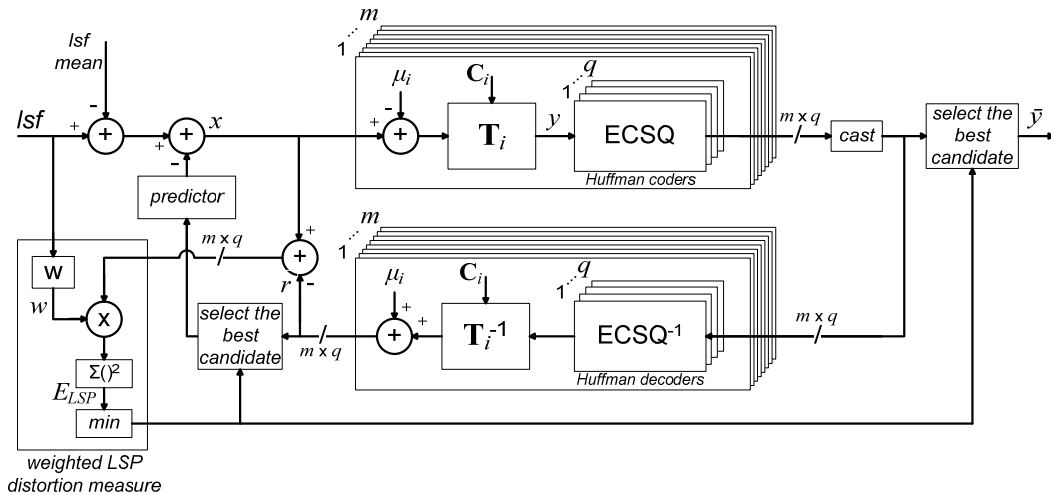 lsf
mean
-
lsf
+
+
+
+
-
x
predictor
m
1
μi
-
+
+
Ci
Ti
y
q
1
ECSQ
Huffman coders
m x q
cast
select the
best
candidate
ȳ
W
w
x
Σ()²
ELSP
min
weighted LSP
distortion measure
m x q
+
+
r
-
select the
best
candidate
m x q
m
1
μi
+
+
+
Ci
Ti-1
q
1
ECSQ-1
Huffman decoders
m x q